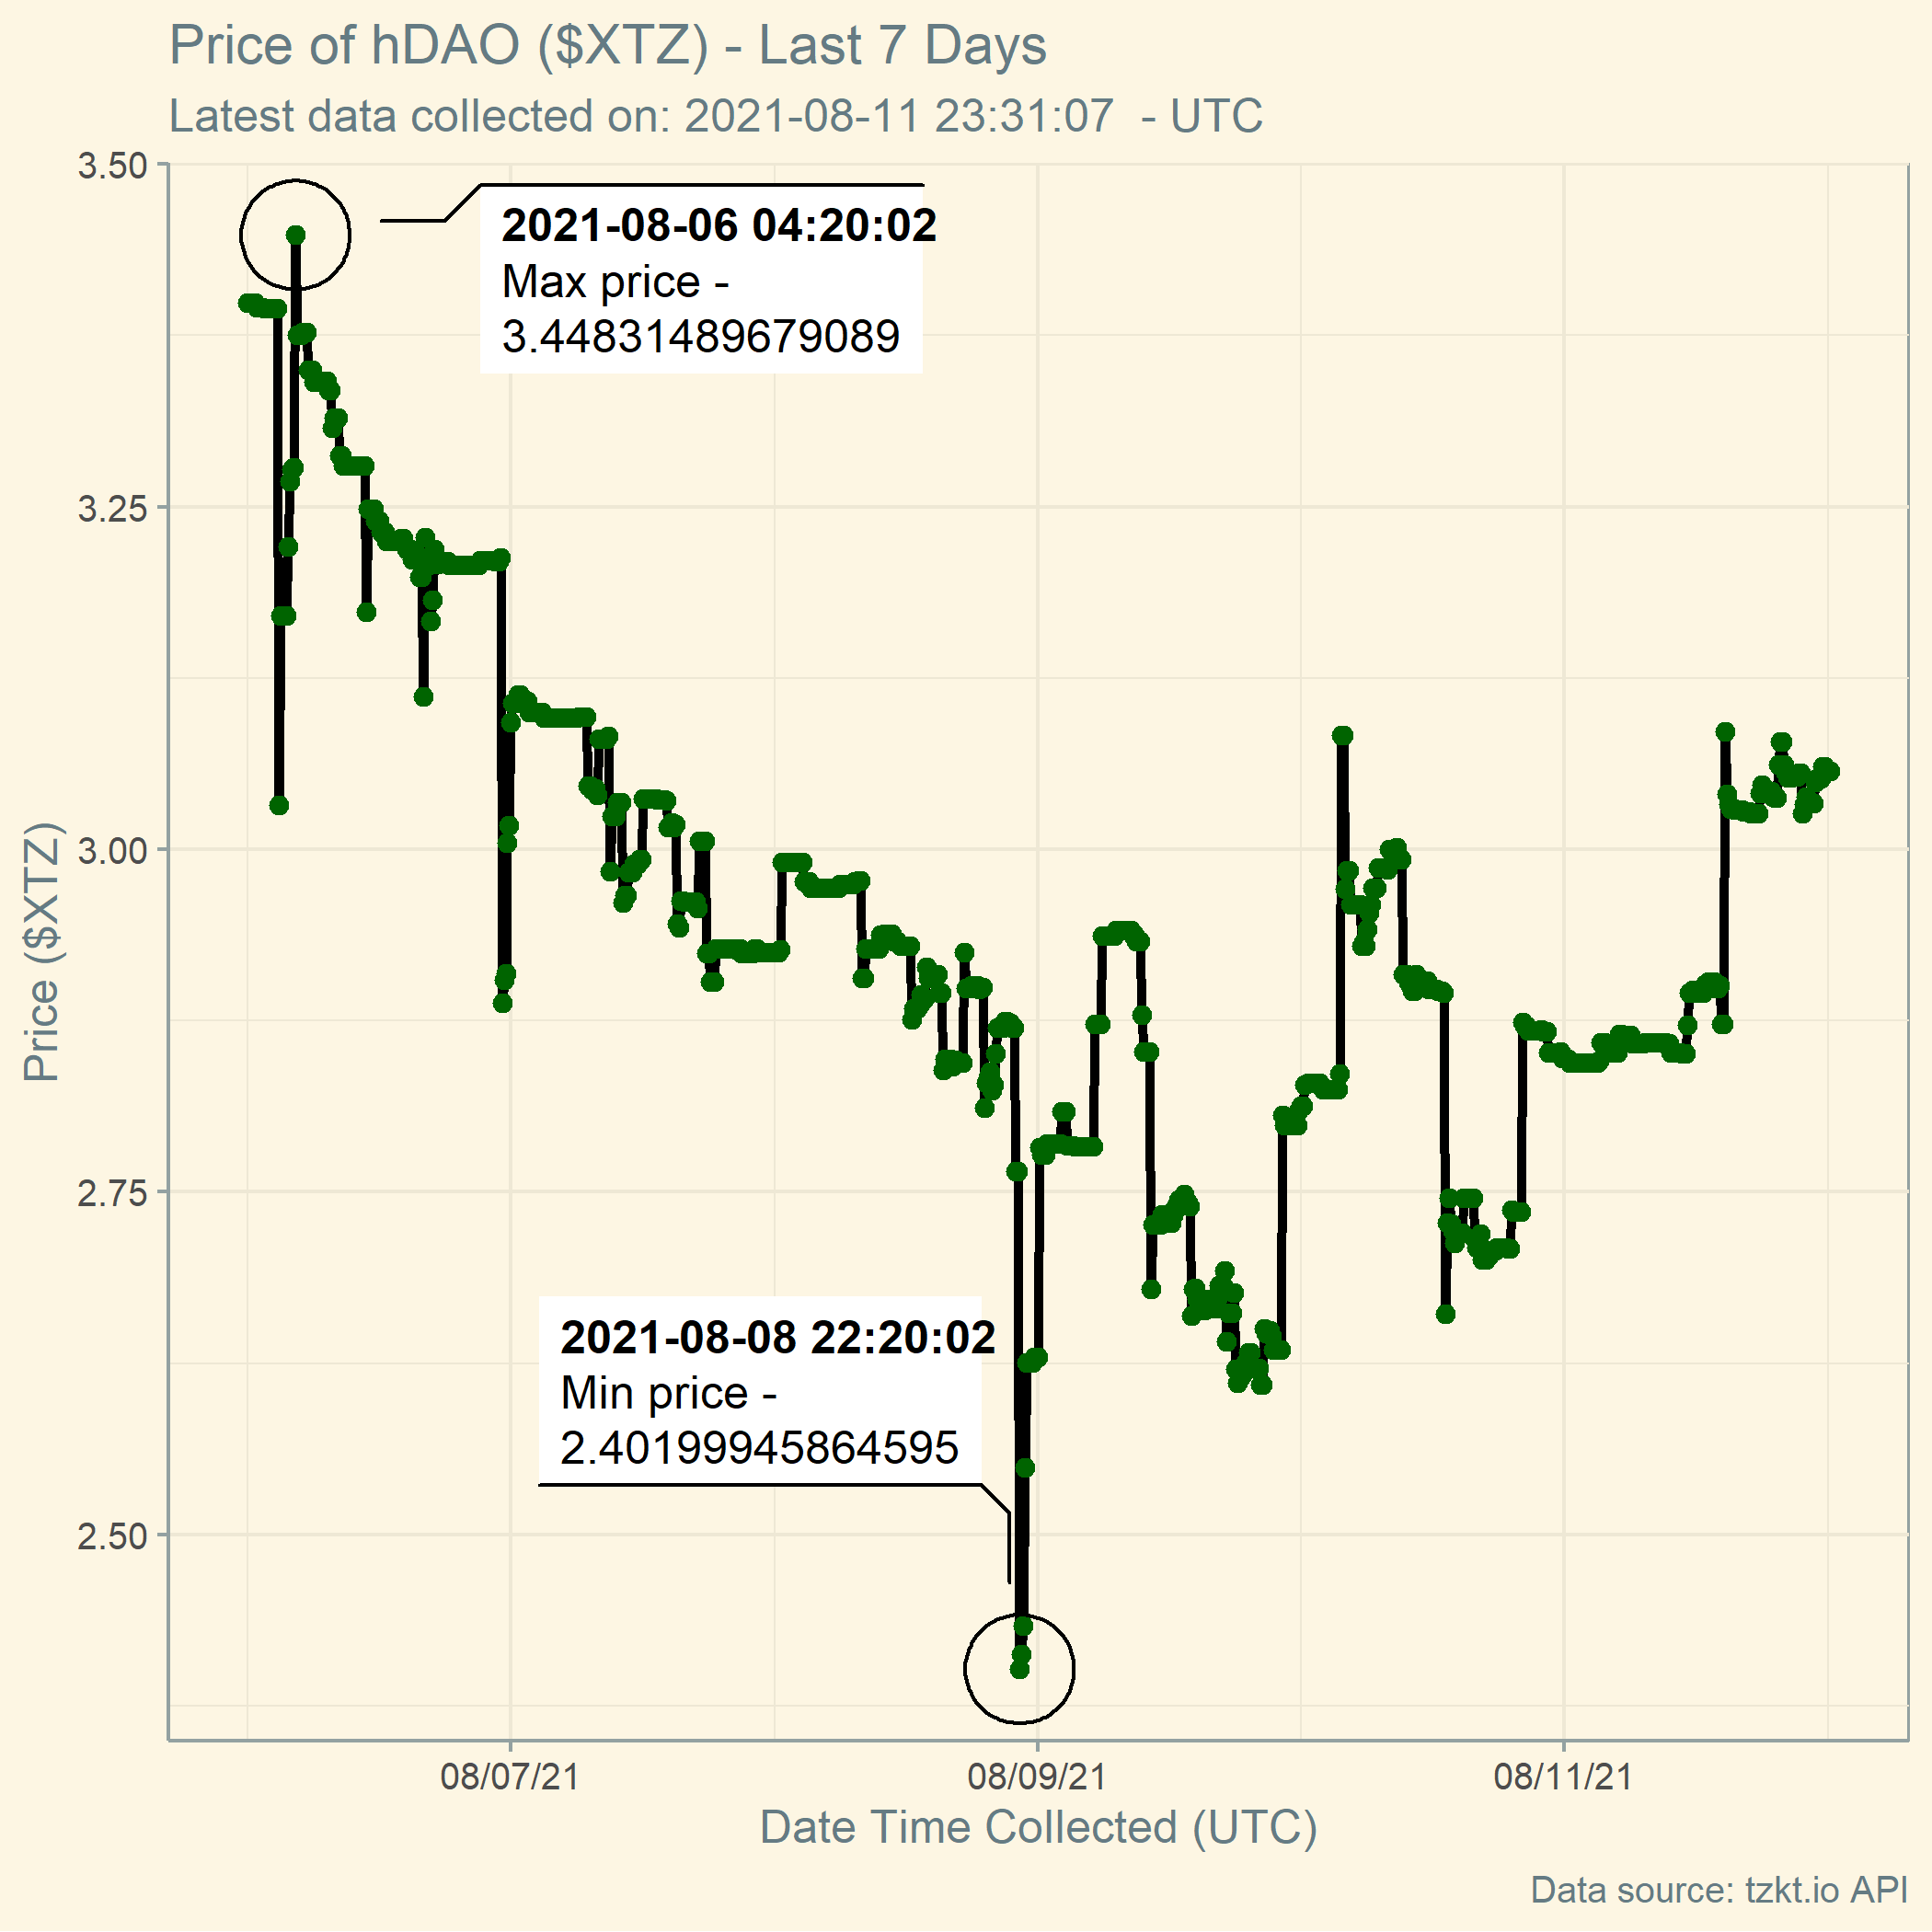 Price of hDAO ($XTZ) - Last 7 Days
Latest data collected on: 2021-08-11 23:31:07  - UTC
3.50
2021-08-06 04:20:02
Max price -
3.44831489679089
3.25
3.00
Price ($XTZ)
2.75
2021-08-08 22:20:02
Min price -
2.40199945864595
2.50
08/07/21
08/09/21
08/11/21
Date Time Collected (UTC)
Data source: tzkt.io API